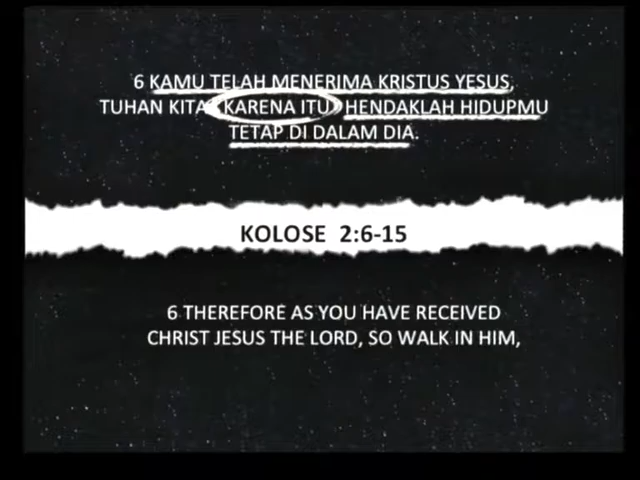 6 KAMU TELAH MENERIMA KRISTUS YESUS,
TUHAN KITA. KARENA ITU HENDAKLAH HIDUPMU
TETAP DI DALAM DIA.
KOLOSE 2:6-15
6 THEREFORE AS YOU HAVE RECEIVED
CHRIST JESUS THE LORD, SO WALK IN HIM,